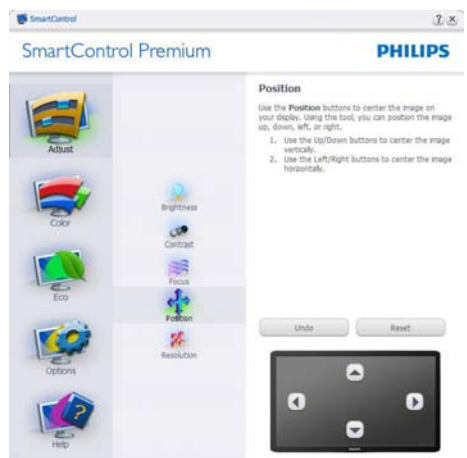 SmartControl
SmartControl Premium
PHILIPS
Adjust
Color
Eco
Options
Help
Brightness
Contrast
Focus
Position
Resolution
Position
Use the Position buttons to center the image on
your display. Using this tool, you can position the image
up, down, left, or right.
1. Use the Up/Down buttons to center the image
vertically.
2. Use the Left/Right buttons to center the image
horizontally.
Undo
Reset